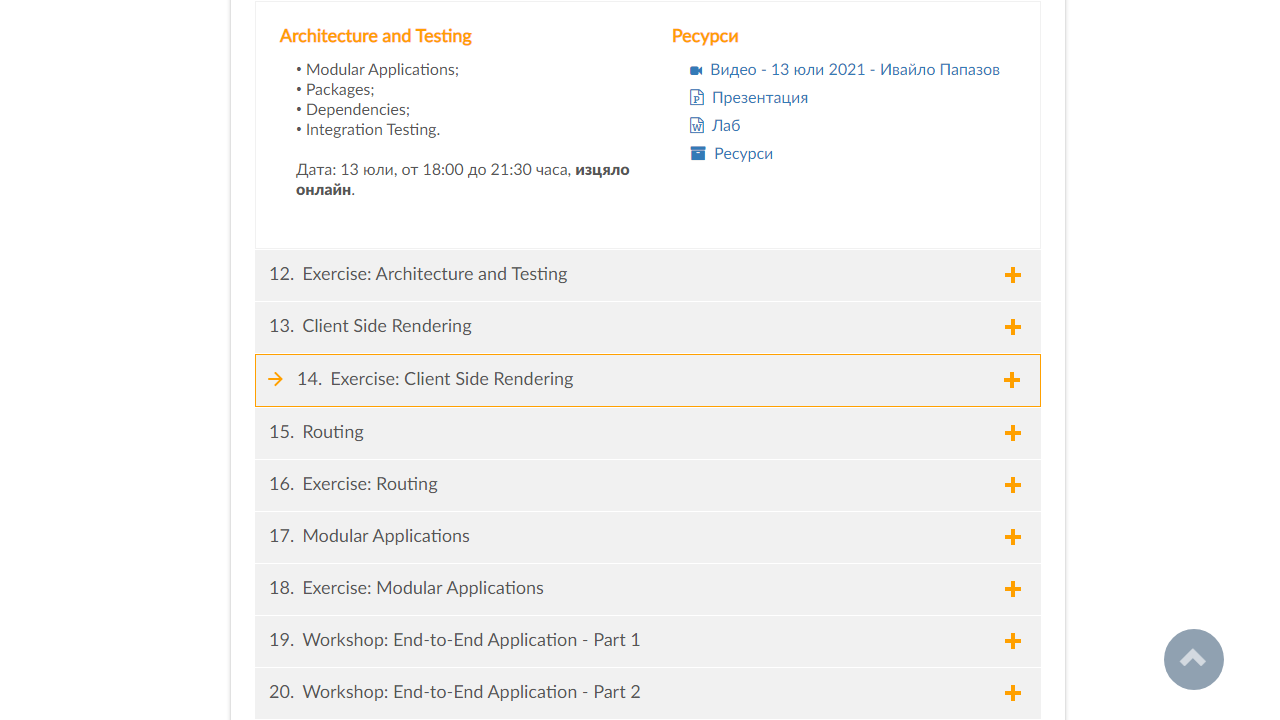 Architecture and Testing
• Modular Applications;
• Packages;
• Dependencies;
• Integration Testing.
Дата: 13 юли, от 18:00 до 21:30 часа, изцяло
онлайн.
Ресурси
Видео - 13 юли 2021 - Ивайло Папазов
Презентация
Лаб
Ресурси
12. Exercise: Architecture and Testing
13. Client Side Rendering
14. Exercise: Client Side Rendering
15. Routing
16. Exercise: Routing
17. Modular Applications
18. Exercise: Modular Applications
19. Workshop: End-to-End Application - Part 1
20. Workshop: End-to-End Application - Part 2